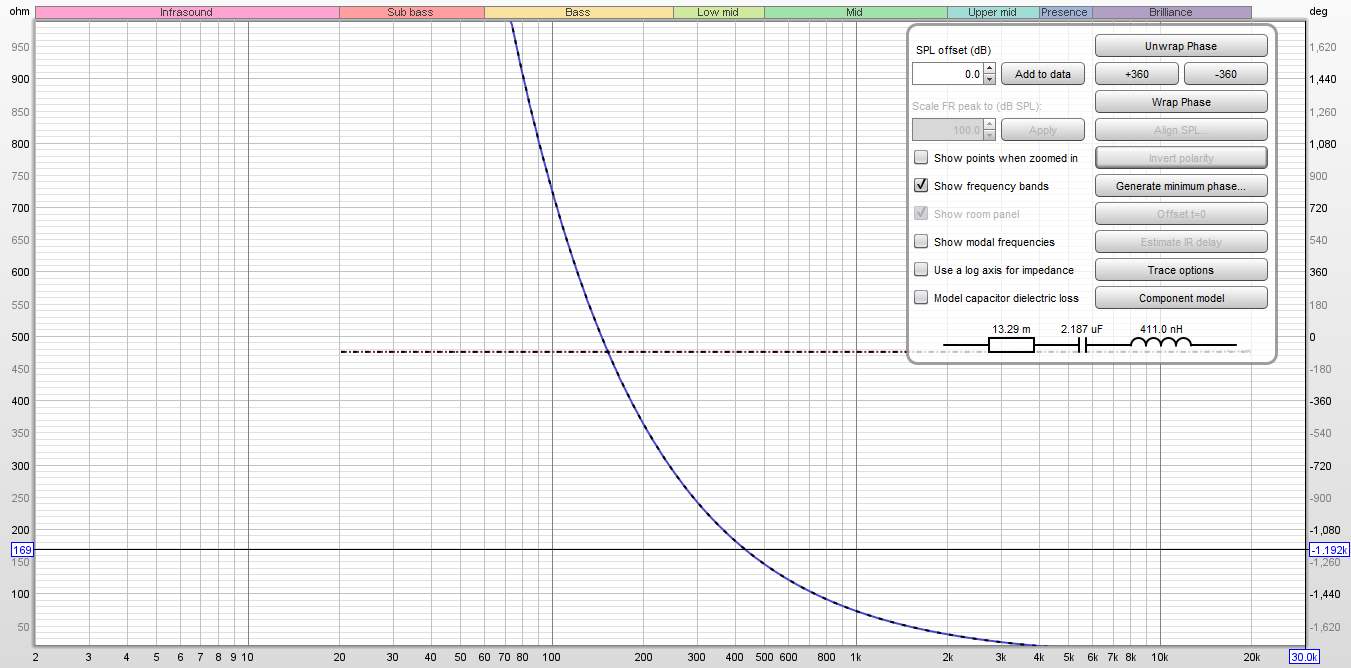 ohm Infrasound Sub bass Bass Low mid Mid Upper mid Presence Brilliance deg
SPL offset (dB)
0.0 Add to data
Scale FR peak to (dB SPL):
100.0 Apply
Show points when zoomed in
Show frequency bands
Show room panel
Show modal frequencies
Use a log axis for impedance
Model capacitor dielectric loss
Unwrap Phase
+360 -360
Wrap Phase
Align SPL...
Invert polarity
Generate minimum phase...
Offset t=0
Estimate IR delay
Trace options
Component model
13.29 m 2.187 uF 411.0 nH
950
900
850
800
750
700
650
600
550
500
450
400
350
300
250
200
169
150
100
50
1,620
1,440
1,260
1,080
900
720
540
360
180
0
-180
-360
-540
-720
-900
-1,080
-1.192k
-1,260
-1,440
-1,620
2 3 4 5 6 7 8 9 10 20 30 40 50 60 70 80 100 200 300 400 500 600 800 1k 2k 3k 4k 5k 6k 7k 8k 10k 20k 30.0k